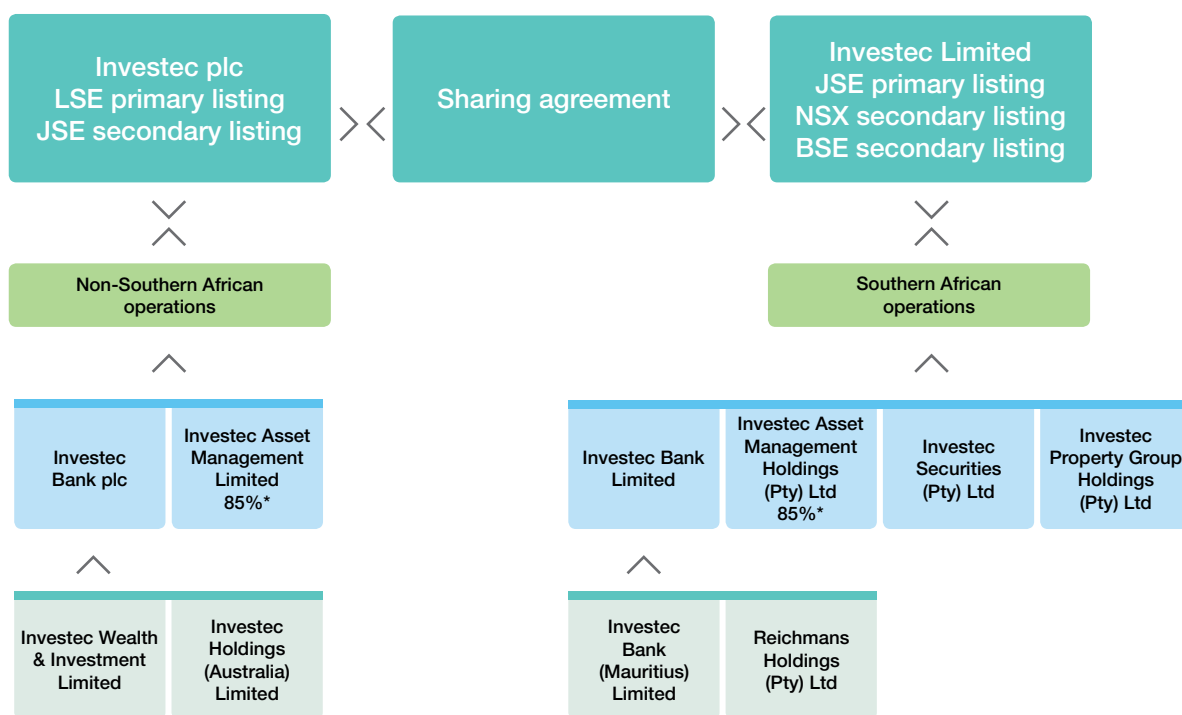 Investec plc
LSE primary listing
JSE secondary listing
Sharing agreement
Investec Limited
JSE primary listing
NSX secondary listing
BSE secondary listing
Non-Southern African
operations
Southern African
operations
Investec
Bank plc
Investec Asset
Management
Limited
85%*
Investec Bank
Limited
Investec Asset
Management
Holdings
(Pty) Ltd
85%*
Investec
Securities
(Pty) Ltd
Investec
Property Group
Holdings
(Pty) Ltd
Investec Wealth
& Investment
Limited
Investec
Holdings
(Australia)
Limited
Investec
Bank
(Mauritius)
Limited
Reichmans
Holdings
(Pty) Ltd